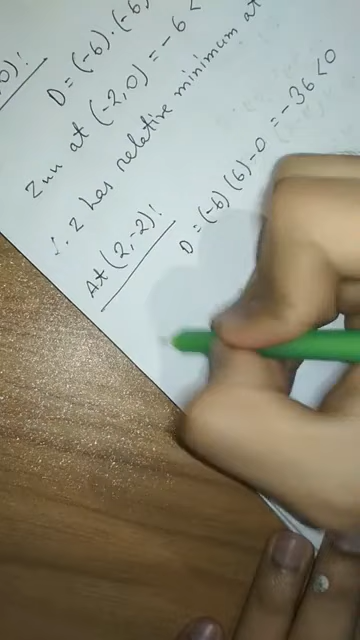 ,0)!
D = (-6)·(-6)
Zuu at (-2,0) = -6 <
∴ z has relative minimum at
At (2,-2)!
D = (-6)(6)-0 = -36 < 0